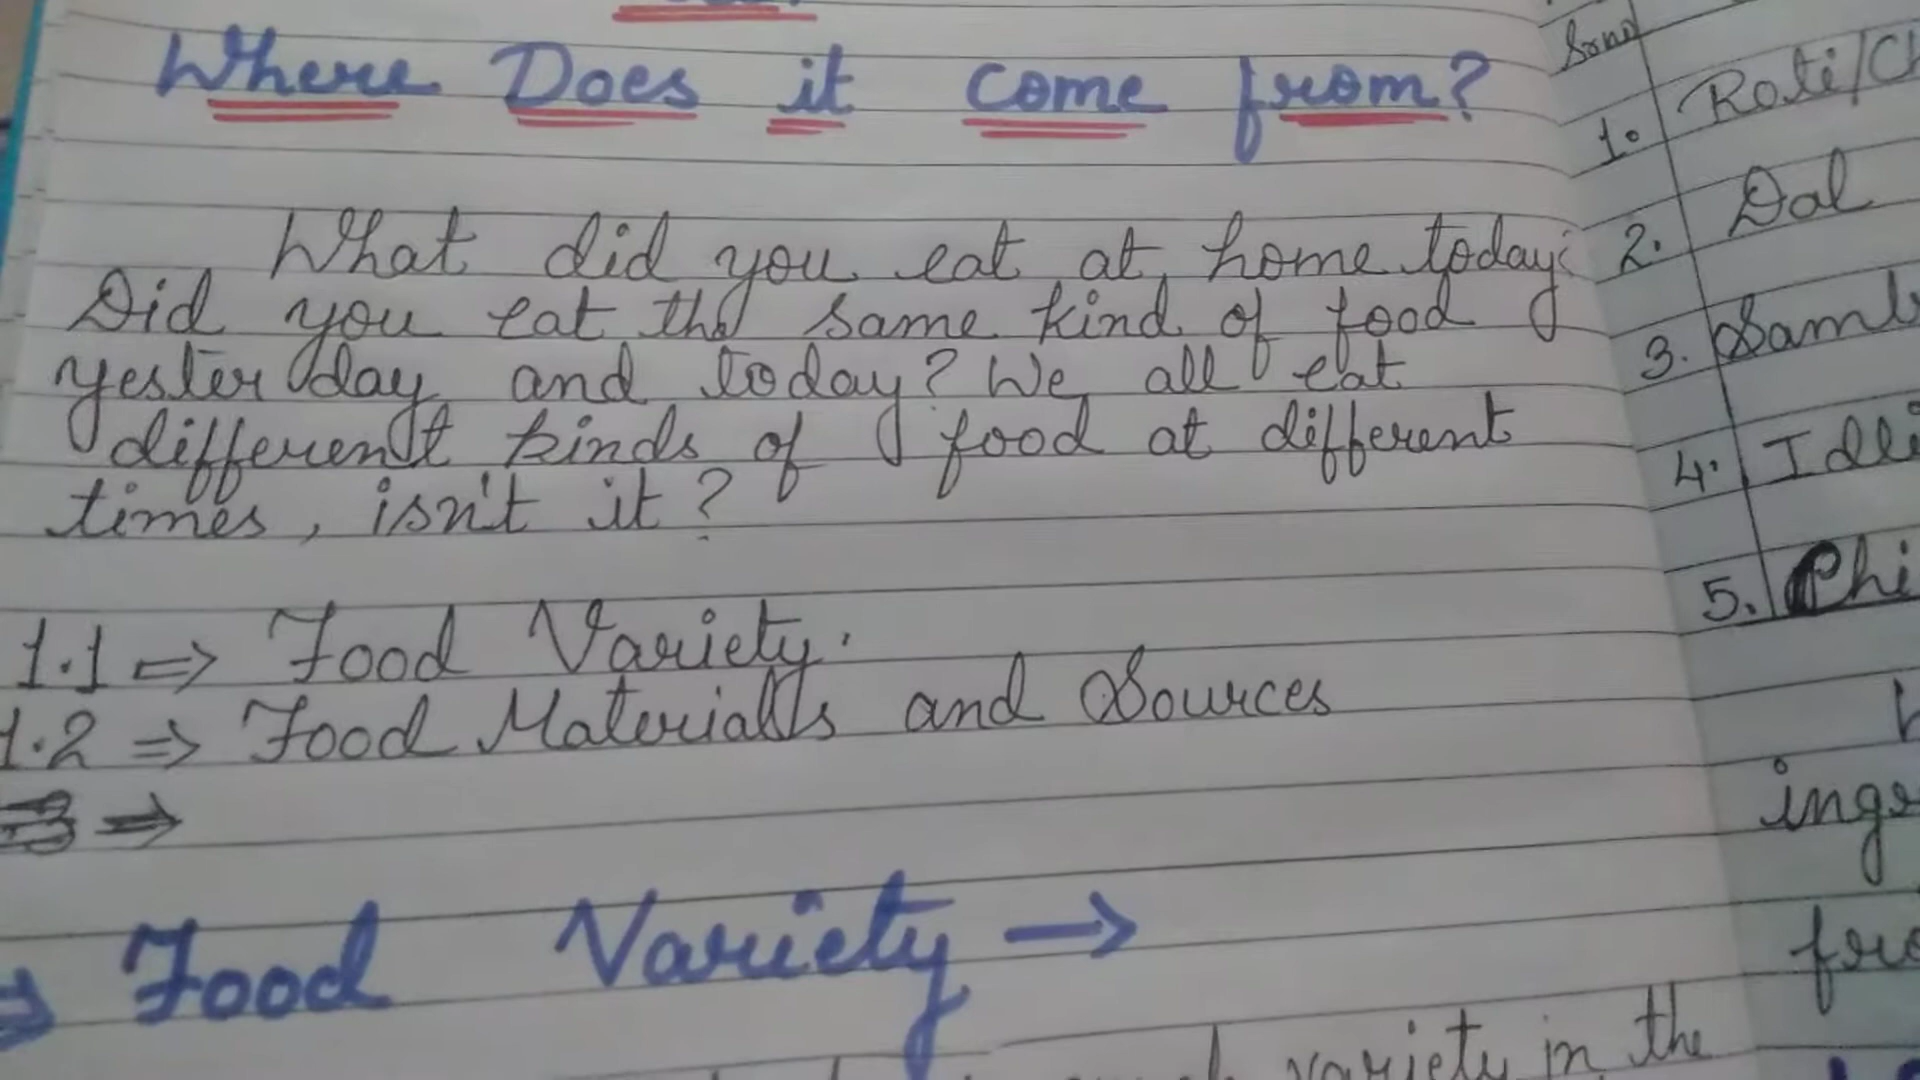 Where Does it come from?
What did you eat at home today
Did you eat the same kind of food
yesterday and today? We all eat
different kinds of food at different
times, isn't it?
1.1 ⇒ Food Variety.
1.2 ⇒ Food Materials and Sources
⇒ Food Variety →
variety in the
1. Roti/Ch
2. Dal
3. Samb
4. Idli
5. Chi